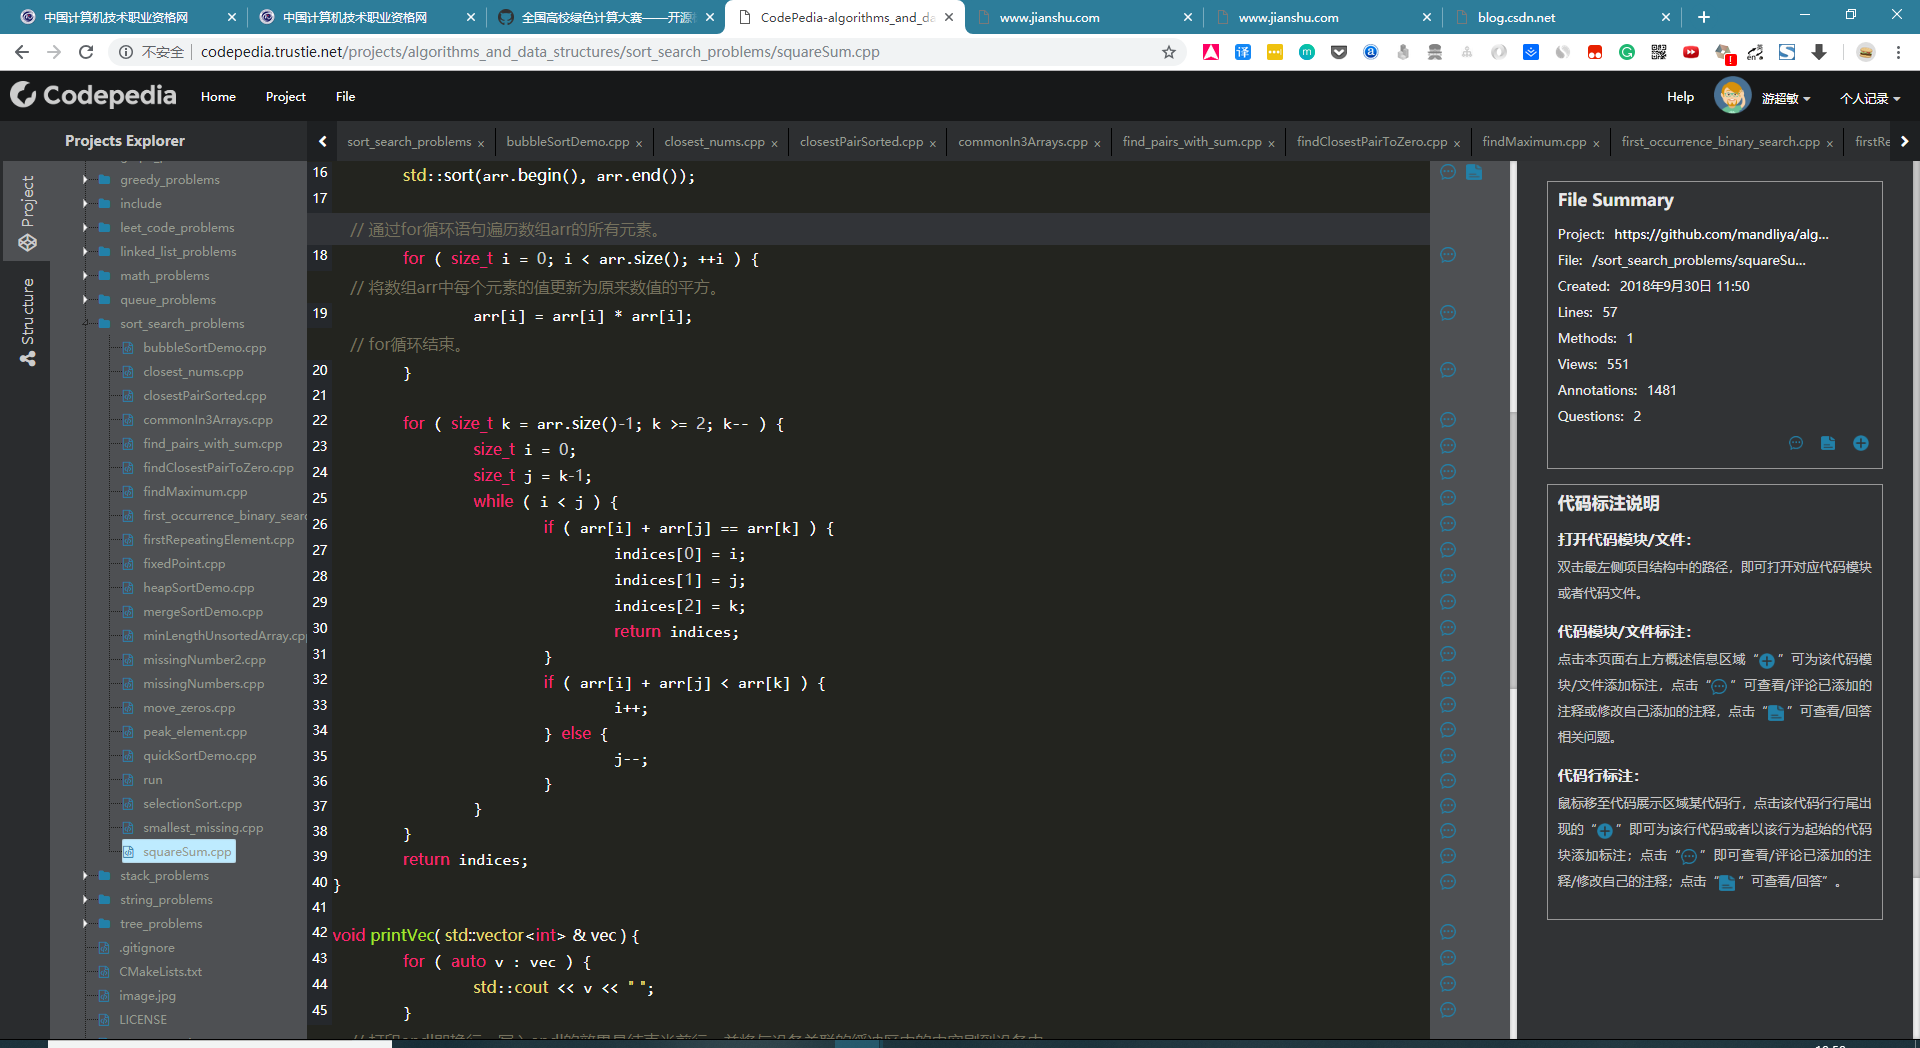 中国计算机技术职业资格网
中国计算机技术职业资格网
全国高校绿色计算大赛——开源
CodePedia-algorithms_and_da
www.jianshu.com
www.jianshu.com
blog.csdn.net
不安全
codepedia.trustie.net/projects/algorithms_and_data_structures/sort_search_problems/squareSum.cpp
Codepedia
Home
Project
File
Help
游超敏
个人记录
Projects Explorer
sort_search_problems ×
bubbleSortDemo.cpp ×
closest_nums.cpp ×
closestPairSorted.cpp ×
commonIn3Arrays.cpp ×
find_pairs_with_sum.cpp ×
findClosestPairToZero.cpp ×
findMaximum.cpp ×
first_occurrence_binary_search.cpp ×
firstRe
Project
Structure
greedy_problems
include
leet_code_problems
linked_list_problems
math_problems
queue_problems
sort_search_problems
bubbleSortDemo.cpp
closest_nums.cpp
closestPairSorted.cpp
commonIn3Arrays.cpp
find_pairs_with_sum.cpp
findClosestPairToZero.cpp
findMaximum.cpp
first_occurrence_binary_searc
firstRepeatingElement.cpp
fixedPoint.cpp
heapSortDemo.cpp
mergeSortDemo.cpp
minLengthUnsortedArray.cp
missingNumber2.cpp
missingNumbers.cpp
move_zeros.cpp
peak_element.cpp
quickSortDemo.cpp
run
selectionSort.cpp
smallest_missing.cpp
squareSum.cpp
stack_problems
string_problems
tree_problems
.gitignore
CMakeLists.txt
image.jpg
LICENSE
16 std::sort(arr.begin(), arr.end());
17
// 通过for循环语句遍历数组arr的所有元素。
18 for ( size_t i = 0; i < arr.size(); ++i ) {
// 将数组arr中每个元素的值更新为原来数值的平方。
19 arr[i] = arr[i] * arr[i];
// for循环结束。
20 }
21
22 for ( size_t k = arr.size()-1; k >= 2; k-- ) {
23 size_t i = 0;
24 size_t j = k-1;
25 while ( i < j ) {
26 if ( arr[i] + arr[j] == arr[k] ) {
27 indices[0] = i;
28 indices[1] = j;
29 indices[2] = k;
30 return indices;
31 }
32 if ( arr[i] + arr[j] < arr[k] ) {
33 i++;
34 } else {
35 j--;
36 }
37 }
38 }
39 return indices;
40 }
41
42 void printVec( std::vector<int> & vec ) {
43 for ( auto v : vec ) {
44 std::cout << v << " ";
45 }
File Summary
Project: https://github.com/mandliya/alg...
File: /sort_search_problems/squareSu...
Created: 2018年9月30日 11:50
Lines: 57
Methods: 1
Views: 551
Annotations: 1481
Questions: 2
代码标注说明
打开代码模块/文件：
双击最左侧项目结构中的路径，即可打开对应代码模块
或者代码文件。
代码模块/文件标注：
点击本页面右上方概述信息区域“ ”可为该代码模
块/文件添加标注，点击“ ”可查看/评论已添加的
注释或修改自己添加的注释，点击“ ”可查看/回答
相关问题。
代码行标注：
鼠标移至代码展示区域某代码行，点击该代码行行尾出
现的“ ”即可为该行代码或者以该行为起始的代码
块添加标注；点击“ ”即可查看/评论已添加的注
释/修改自己的注释；点击“ ”可查看/回答”。